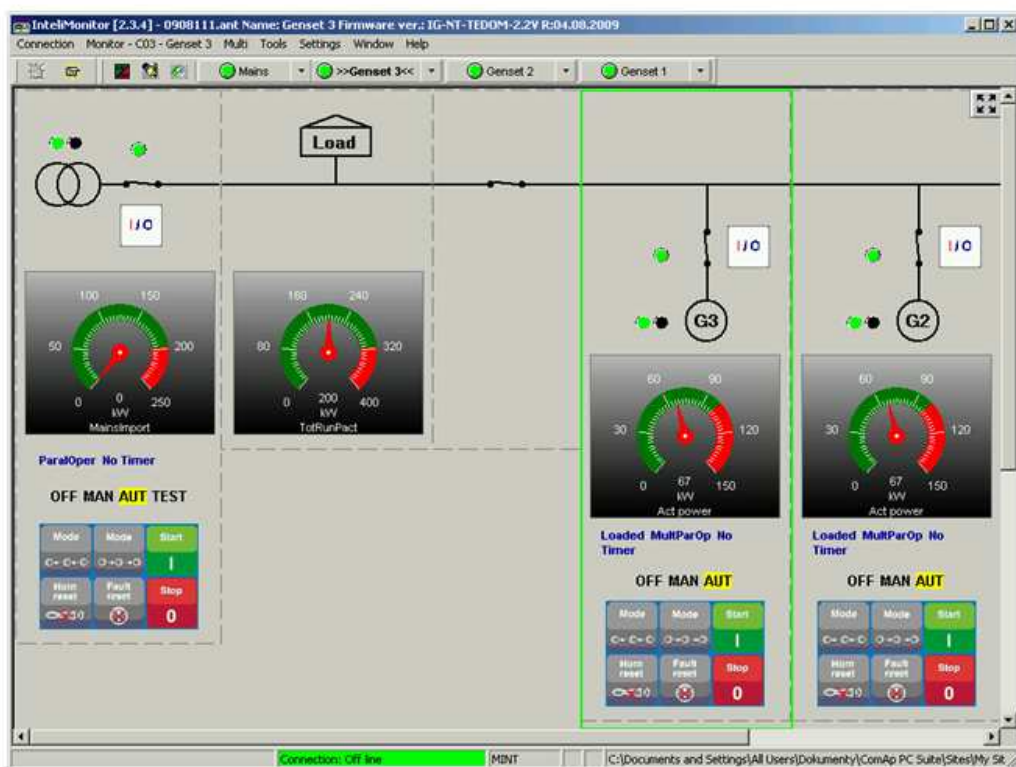 InteliMonitor [2.3.4] - 0908111.ant Name: Genset 3 Firmware ver.: IG-NT-TEDOM-2.2V R:04.08.2009
Connection Monitor - C03 - Genset 3 Multi Tools Settings Window Help
Mains >>Genset 3<< Genset 2 Genset 1
Load
I/O
I/O
I/O
G3
G2
100 150
50 200
0 0 250
kW
MainsImport
160 240
80 320
0 200 400
kW
TotRunPact
60 90
30 120
0 67 150
kW
Act power
60 90
30 120
0 67 150
kW
Act power
ParalOper No Timer
OFF MAN AUT TEST
Mode Mode Start
I
Horn reset Fault reset Stop
0
Loaded MultParOp No
Timer
OFF MAN AUT
Mode Mode Start
I
Horn reset Fault reset Stop
0
Loaded MultParOp No
Timer
OFF MAN AUT
Mode Mode Start
I
Horn reset Fault reset Stop
0
Connection: Off line MINT C:\Documents and Settings\All Users\Dokumenty\ComAp PC Suite\Sites\My Sit